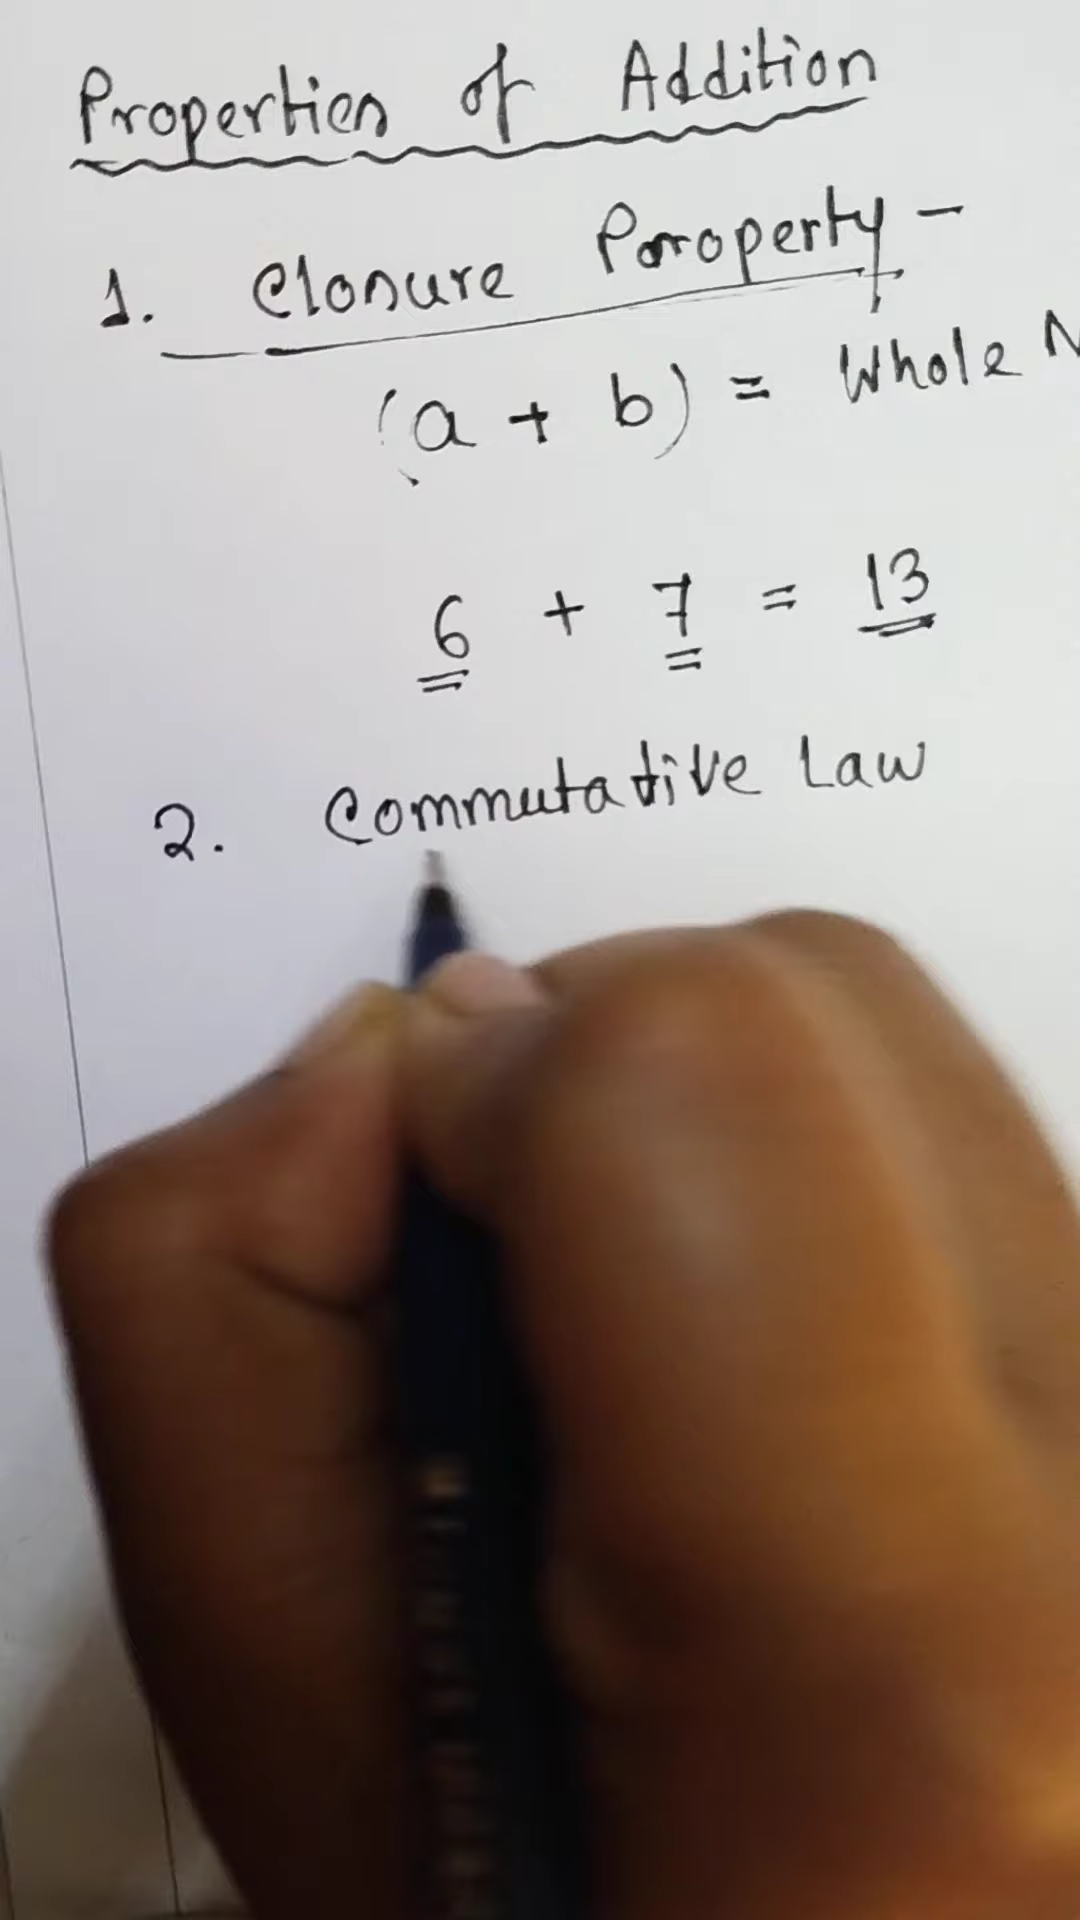 Properties of Addition
1. Closure Property -
(a + b) = Whole N
6 + 7 = 13
2. Commutative Law